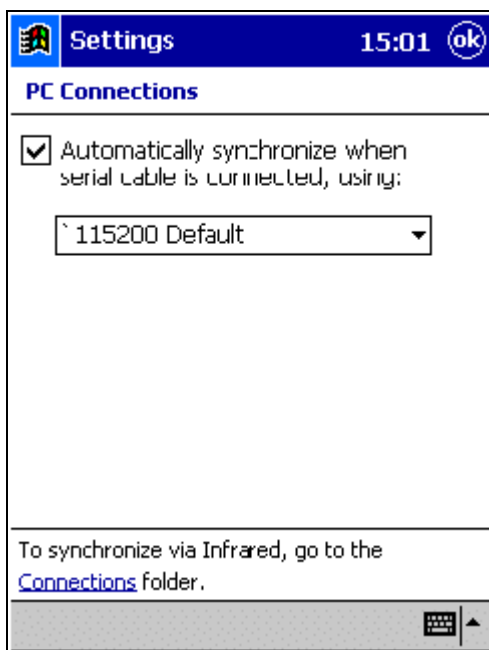 Settings 15:01 ok
PC Connections
Automatically synchronize when
serial cable is connected, using:
` 115200 Default
To synchronize via Infrared, go to the
Connections folder.